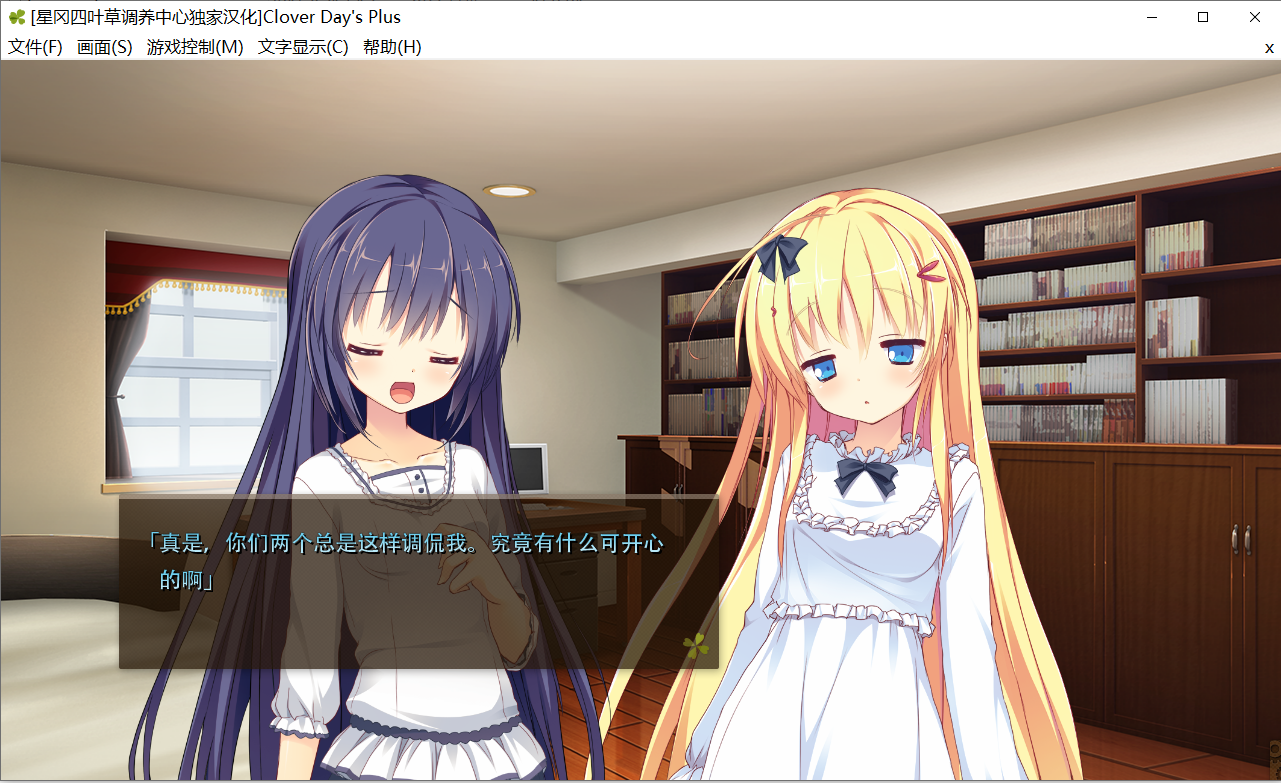 [星冈四叶草调养中心独家汉化]Clover Day's Plus
文件(F) 画面(S) 游戏控制(M) 文字显示(C) 帮助(H) x
「真是，你们两个总是这样调侃我。究竟有什么可开心
的啊」